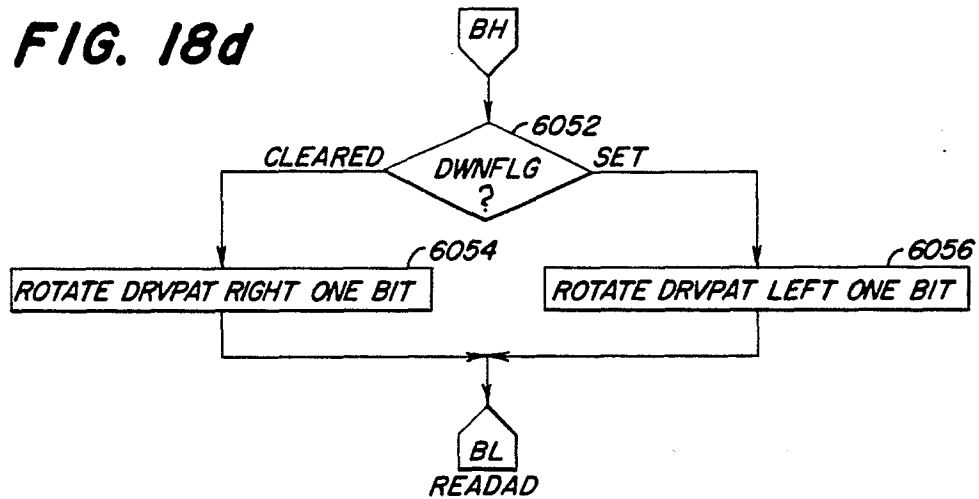 FIG. 18d
BH
6052
CLEARED
DWNFLG
SET
?
6054
6056
ROTATE DRVPAT RIGHT ONE BIT
ROTATE DRVPAT LEFT ONE BIT
BL
READAD